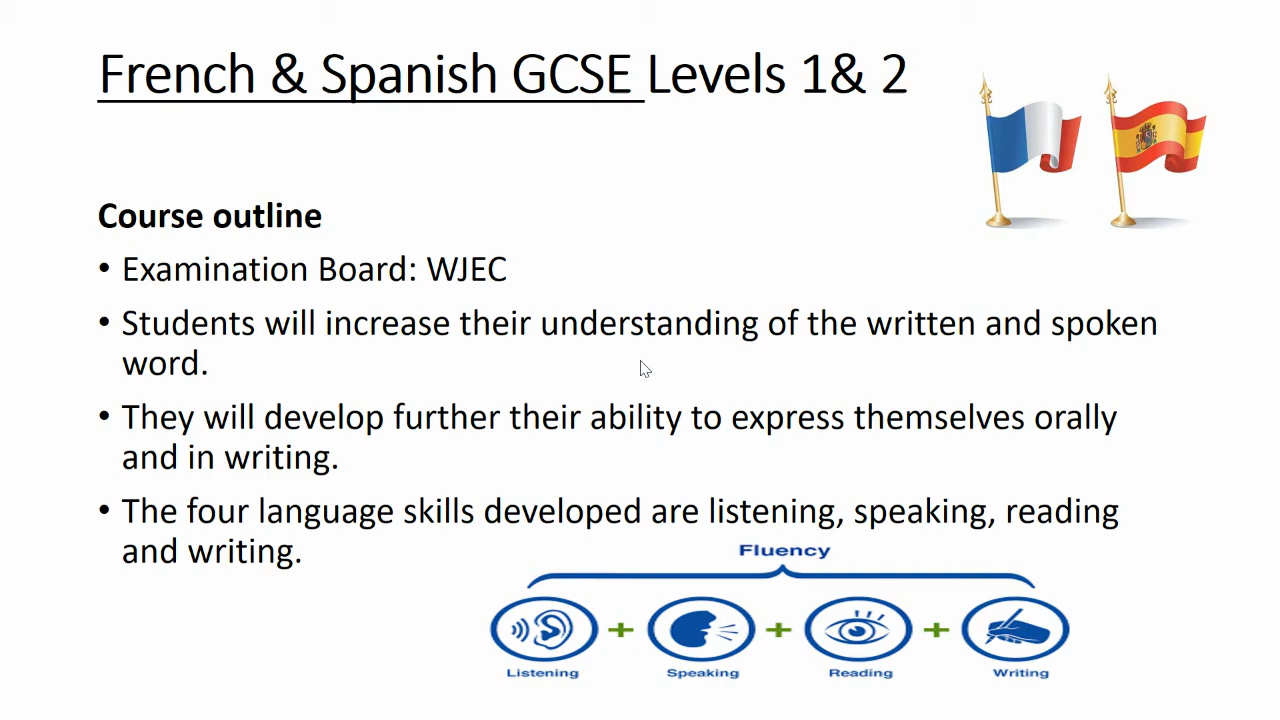 French & Spanish GCSE Levels 1& 2
Course outline
• Examination Board: WJEC
• Students will increase their understanding of the written and spoken
word.
• They will develop further their ability to express themselves orally
and in writing.
• The four language skills developed are listening, speaking, reading
and writing.
Fluency
Listening + Speaking + Reading + Writing